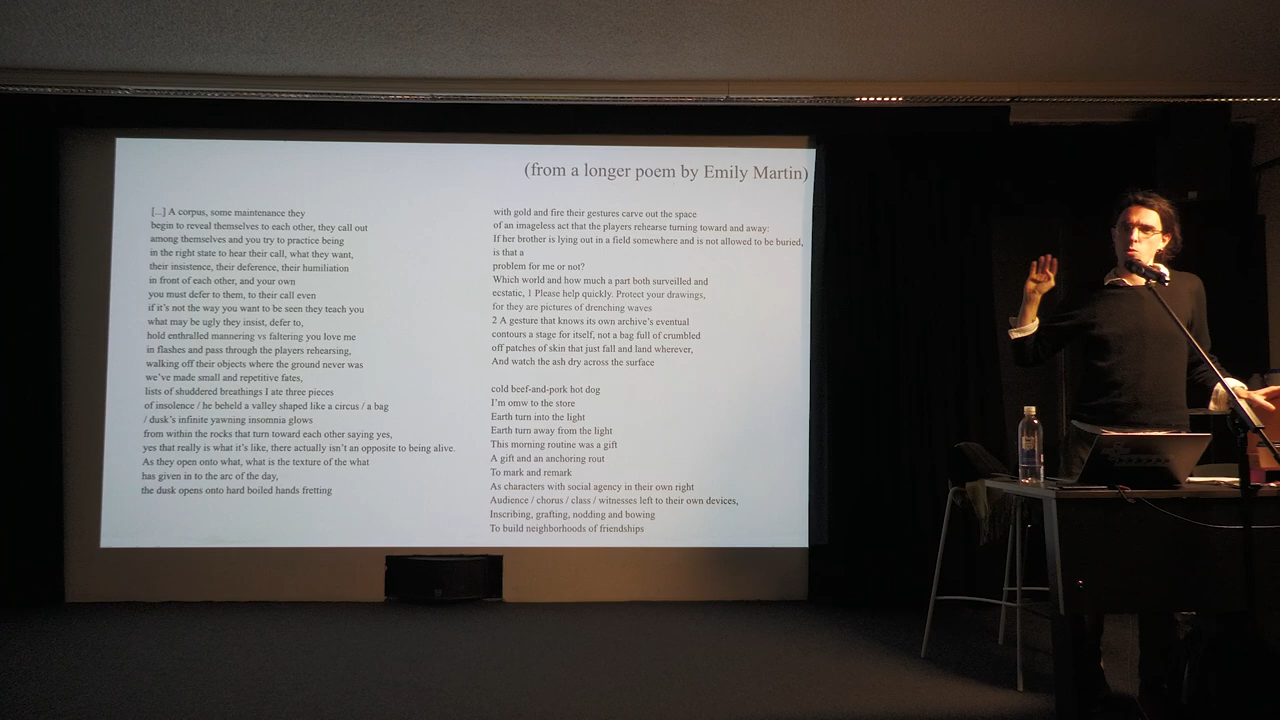 (from a longer poem by Emily Martin)
[...] A corpus, some maintenance they
begin to reveal themselves to each other, they call out
among themselves and you try to practice being
in the right state to hear their call, what they want,
their insistence, their deference, their humiliation
in front of each other, and your own
you must defer to them, to their call even
if it's not the way you want to be seen they teach you
what may be ugly they insist, defer to,
hold enthralled mannering vs faltering you love me
in flashes and pass through the players rehearsing,
walking off their objects where the ground never was
we've made small and repetitive fates,
lists of shuddered breathings I ate three pieces
of insolence / he beheld a valley shaped like a circus / a bag
/ dusk's infinite yawning insomnia glows
from within the rocks that turn toward each other saying yes,
yes that really is what it's like, there actually isn't an opposite to being alive.
As they open onto what, what is the texture of the what
has given in to the arc of the day,
the dusk opens onto hard boiled hands fretting
with gold and fire their gestures carve out the space
of an imageless act that the players rehearse turning toward and away:
If her brother is lying out in a field somewhere and is not allowed to be buried,
is that a
problem for me or not?
Which world and how much a part both surveilled and
ecstatic, 1 Please help quickly. Protect your drawings,
for they are pictures of drenching waves
2 A gesture that knows its own archive's eventual
contours a stage for itself, not a bag full of crumbled
off patches of skin that just fall and land wherever,
And watch the ash dry across the surface
cold beef-and-pork hot dog
I'm omw to the store
Earth turn into the light
Earth turn away from the light
This morning routine was a gift
A gift and an anchoring rout
To mark and remark
As characters with social agency in their own right
Audience / chorus / class / witnesses left to their own devices,
Inscribing, grafting, nodding and bowing
To build neighborhoods of friendships